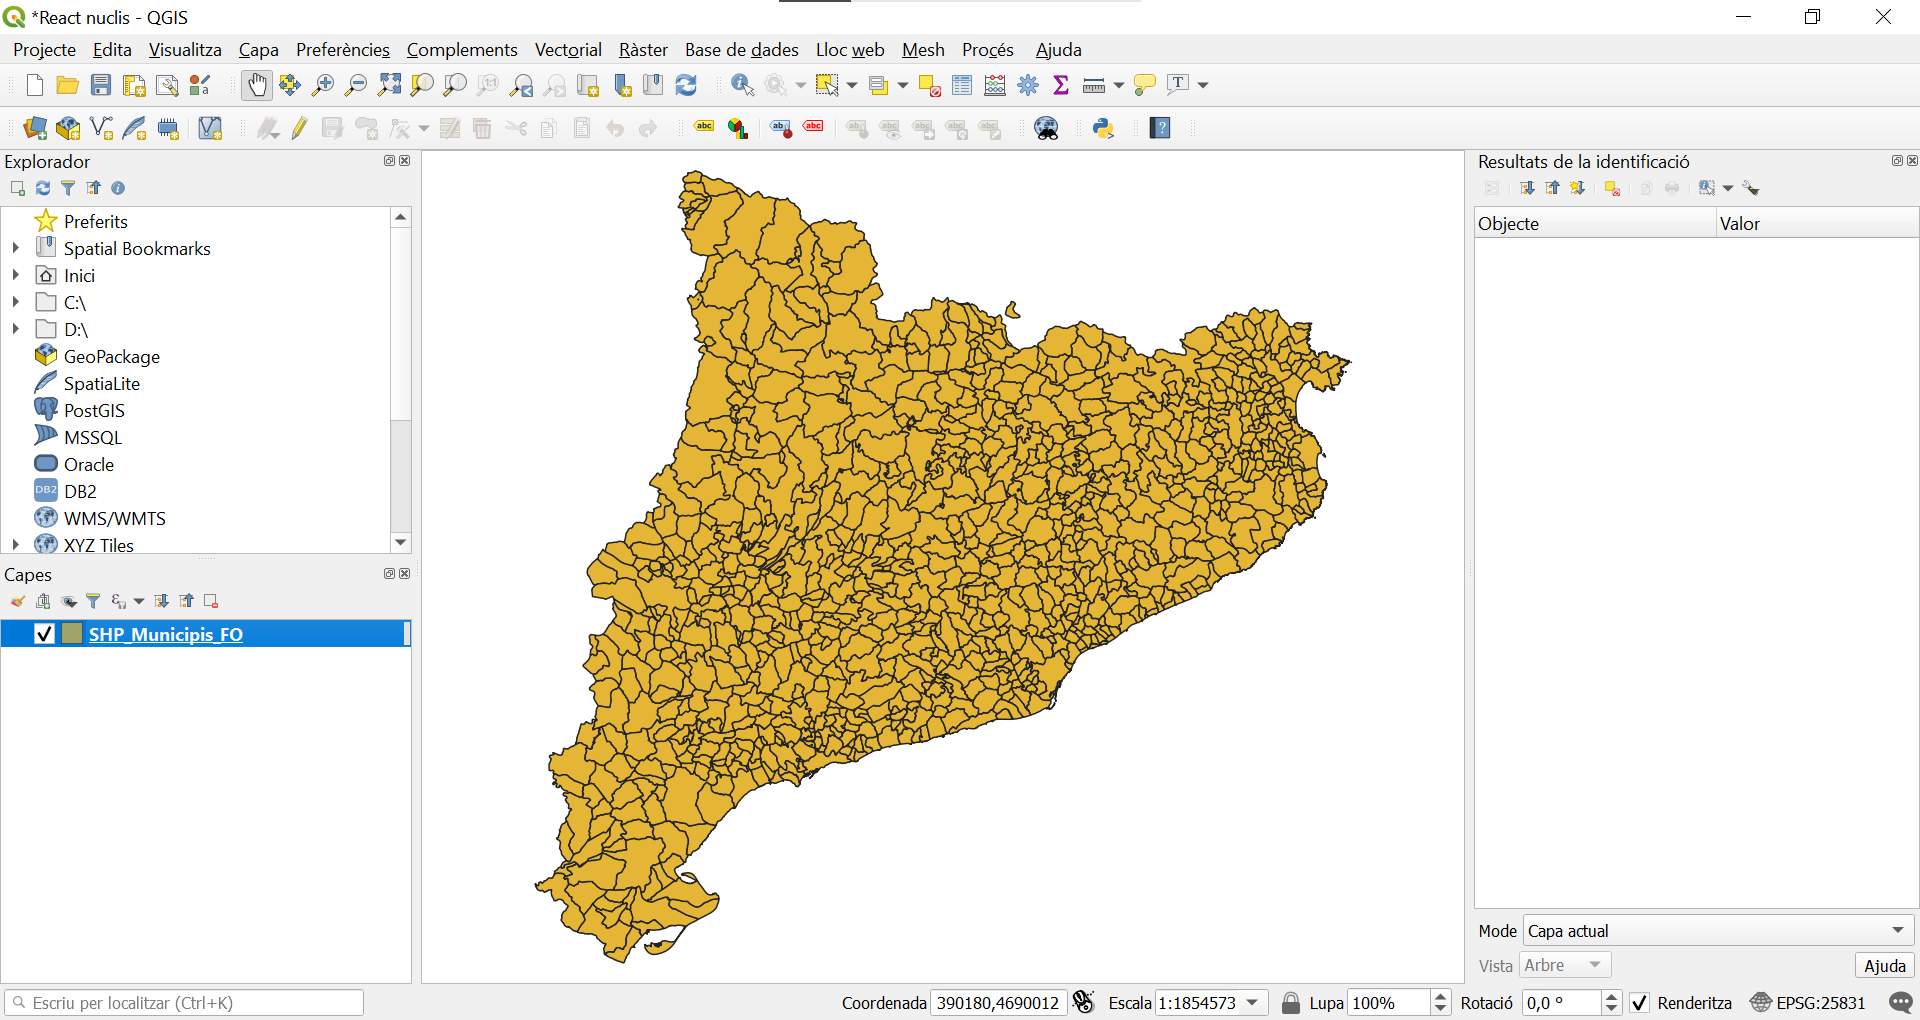 *React nuclis - QGIS
Projecte Edita Visualitza Capa Preferències Complements Vectorial Ràster Base de dades Lloc web Mesh Procés Ajuda
Explorador
Preferits
Spatial Bookmarks
Inici
C:\
D:\
GeoPackage
SpatiaLite
PostGIS
MSSQL
Oracle
DB2
WMS/WMTS
XYZ Tiles
Capes
SHP_Municipis_FO
Resultats de la identificació
Objecte Valor
Mode Capa actual
Vista Arbre Ajuda
Escriu per localitzar (Ctrl+K) Coordenada 390180,4690012 Escala 1:1854573 Lupa 100% Rotació 0,0 ° Renderitza EPSG:25831